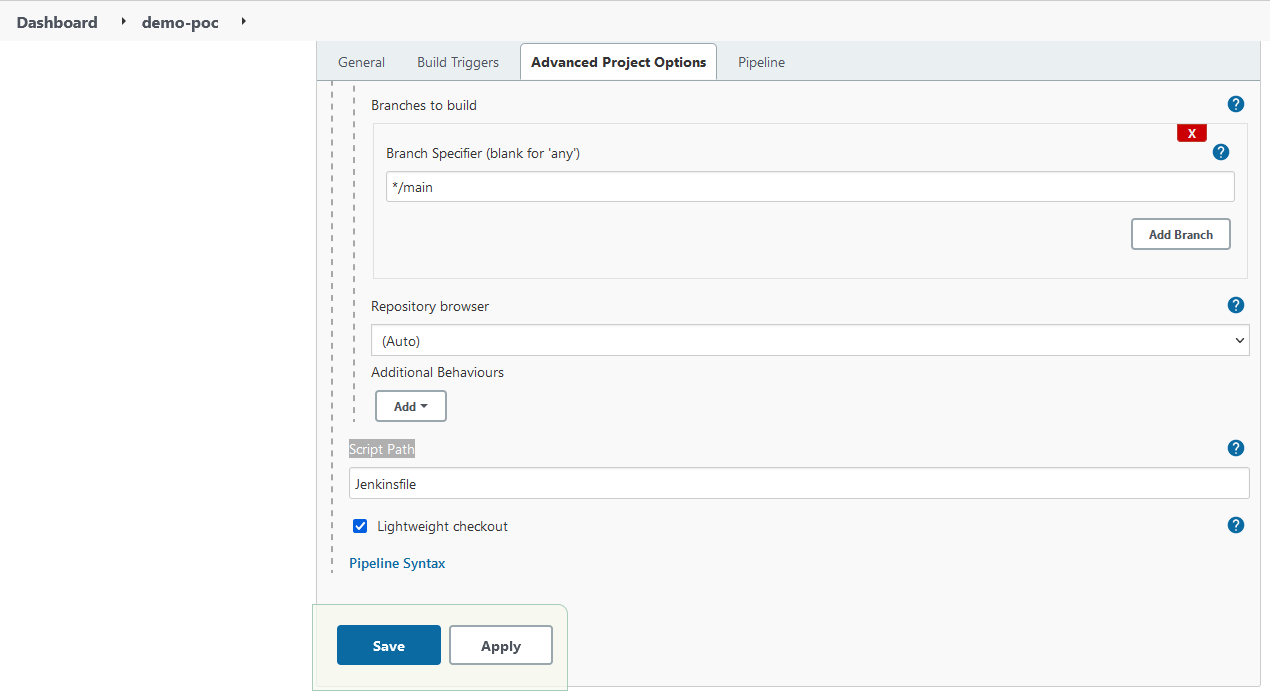 Dashboard demo-poc
General Build Triggers Advanced Project Options Pipeline
Branches to build ?
X
Branch Specifier (blank for 'any') ?
*/main
Add Branch
Repository browser ?
(Auto)
Additional Behaviours
Add
Script Path ?
Jenkinsfile
Lightweight checkout ?
Pipeline Syntax
Save Apply